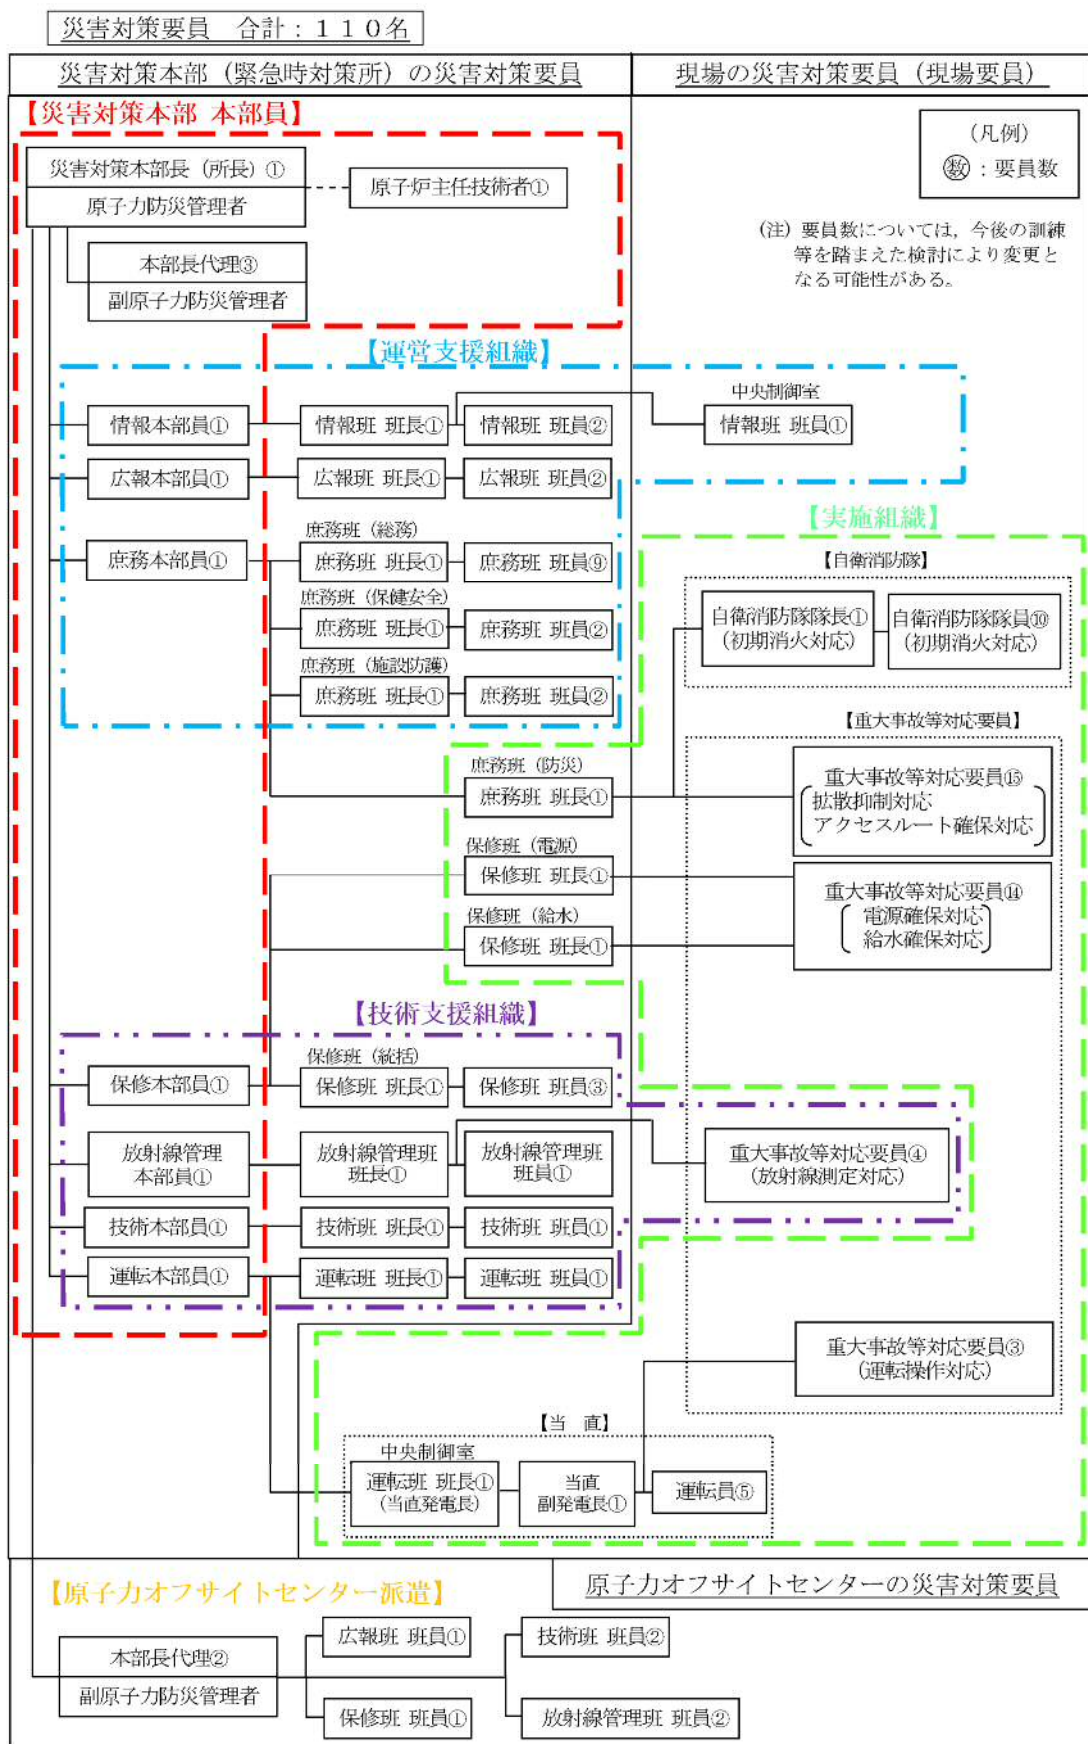 災害対策要員　合計：１１０名
災害対策本部（緊急時対策所）の災害対策要員
現場の災害対策要員（現場要員）
【災害対策本部 本部員】
(凡例)
㊥：要員数
災害対策本部長（所長）①
原子力防災管理者
原子炉主任技術者①
(注) 要員数については，今後の訓練
等を踏まえた検討により変更と
なる可能性がある。
本部長代理③
副原子力防災管理者
【運営支援組織】
中央制御室
情報本部員①
情報班 班長①
情報班 班員②
情報班 班員①
広報本部員①
広報班 班長①
広報班 班員②
【実施組織】
庶務班（総務）
庶務本部員①
庶務班 班長①
庶務班 班員⑨
【自衛消防隊】
庶務班（保健安全）
庶務班 班長①
庶務班 班員②
自衛消防隊隊長①
(初期消火対応)
自衛消防隊隊員⑩
(初期消火対応)
庶務班（施設防護）
庶務班 班長①
庶務班 班員②
【重大事故等対応要員】
庶務班（防災）
庶務班 班長①
重大事故等対応要員⑮
拡散抑制対応
アクセスルート確保対応
保修班（電源）
保修班 班長①
重大事故等対応要員⑭
電源確保対応
給水確保対応
保修班（給水）
保修班 班長①
【技術支援組織】
保修班（統括）
保修本部員①
保修班 班長①
保修班 班員③
放射線管理
本部員①
放射線管理班
班長①
放射線管理班
班員①
重大事故等対応要員④
(放射線測定対応)
技術本部員①
技術班 班長①
技術班 班員①
運転本部員①
運転班 班長①
運転班 班員①
重大事故等対応要員③
(運転操作対応)
【当　直】
中央制御室
運転班 班長①
(当直発電長)
当直
副発電長①
運転員⑤
【原子力オフサイトセンター派遣】
原子力オフサイトセンターの災害対策要員
広報班 班員①
技術班 班員②
本部長代理②
副原子力防災管理者
保修班 班員①
放射線管理班 班員②